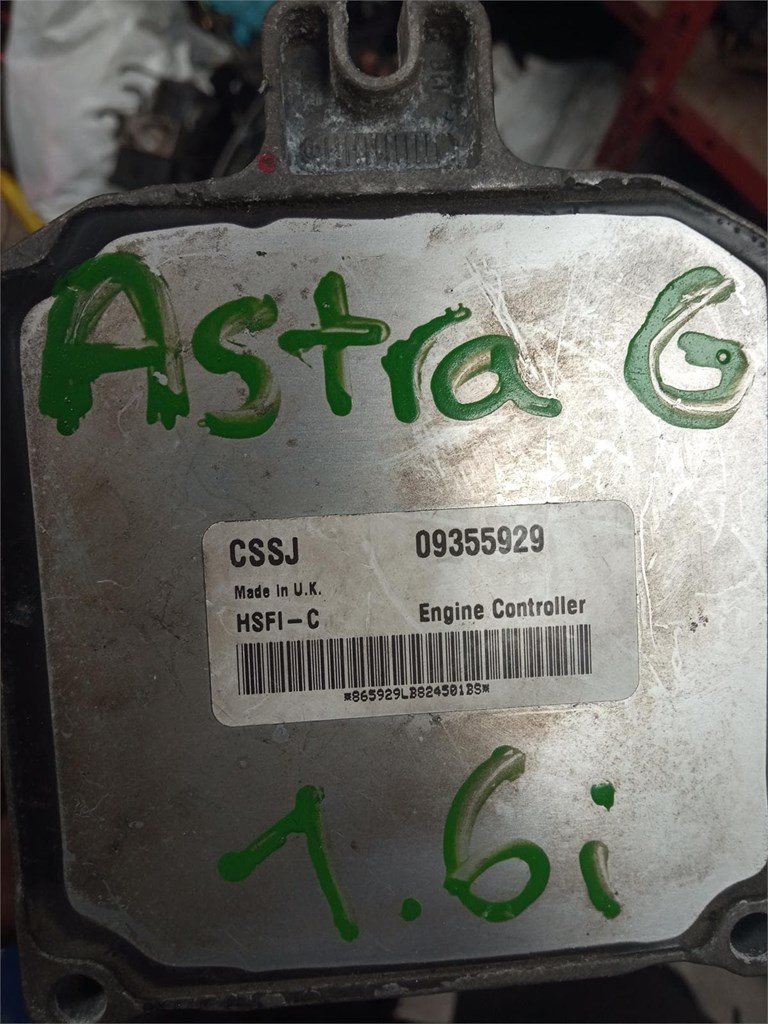 Astra G
CSSJ 09355929
Made in U.K.
HSFI-C Engine Controller
*865929LB824501BS*
1.6i